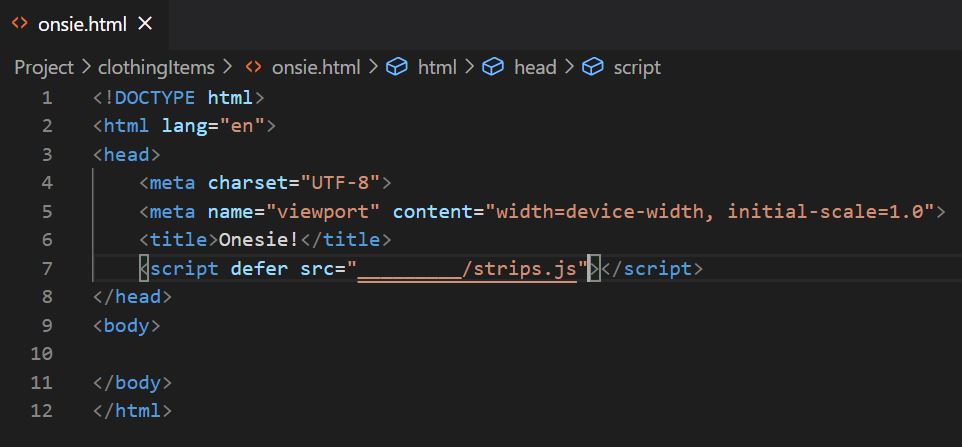 onsie.html
Project > clothingItems > onsie.html > html > head > script
1 <!DOCTYPE html>
2 <html lang="en">
3 <head>
4 <meta charset="UTF-8">
5 <meta name="viewport" content="width=device-width, initial-scale=1.0">
6 <title>Onesie!</title>
7 <script defer src="_________/strips.js"></script>
8 </head>
9 <body>
10
11 </body>
12 </html>